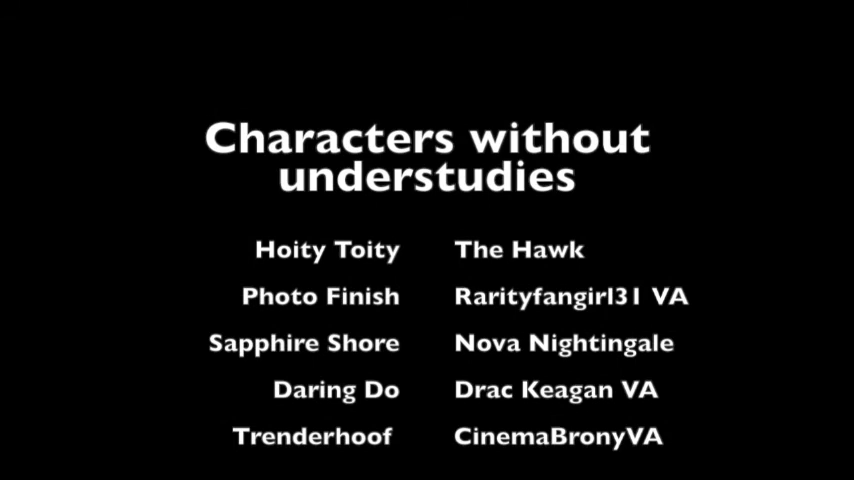 Characters without
understudies
Hoity Toity The Hawk
Photo Finish Rarityfangirl31 VA
Sapphire Shore Nova Nightingale
Daring Do Drac Keagan VA
Trenderhoof CinemaBronyVA